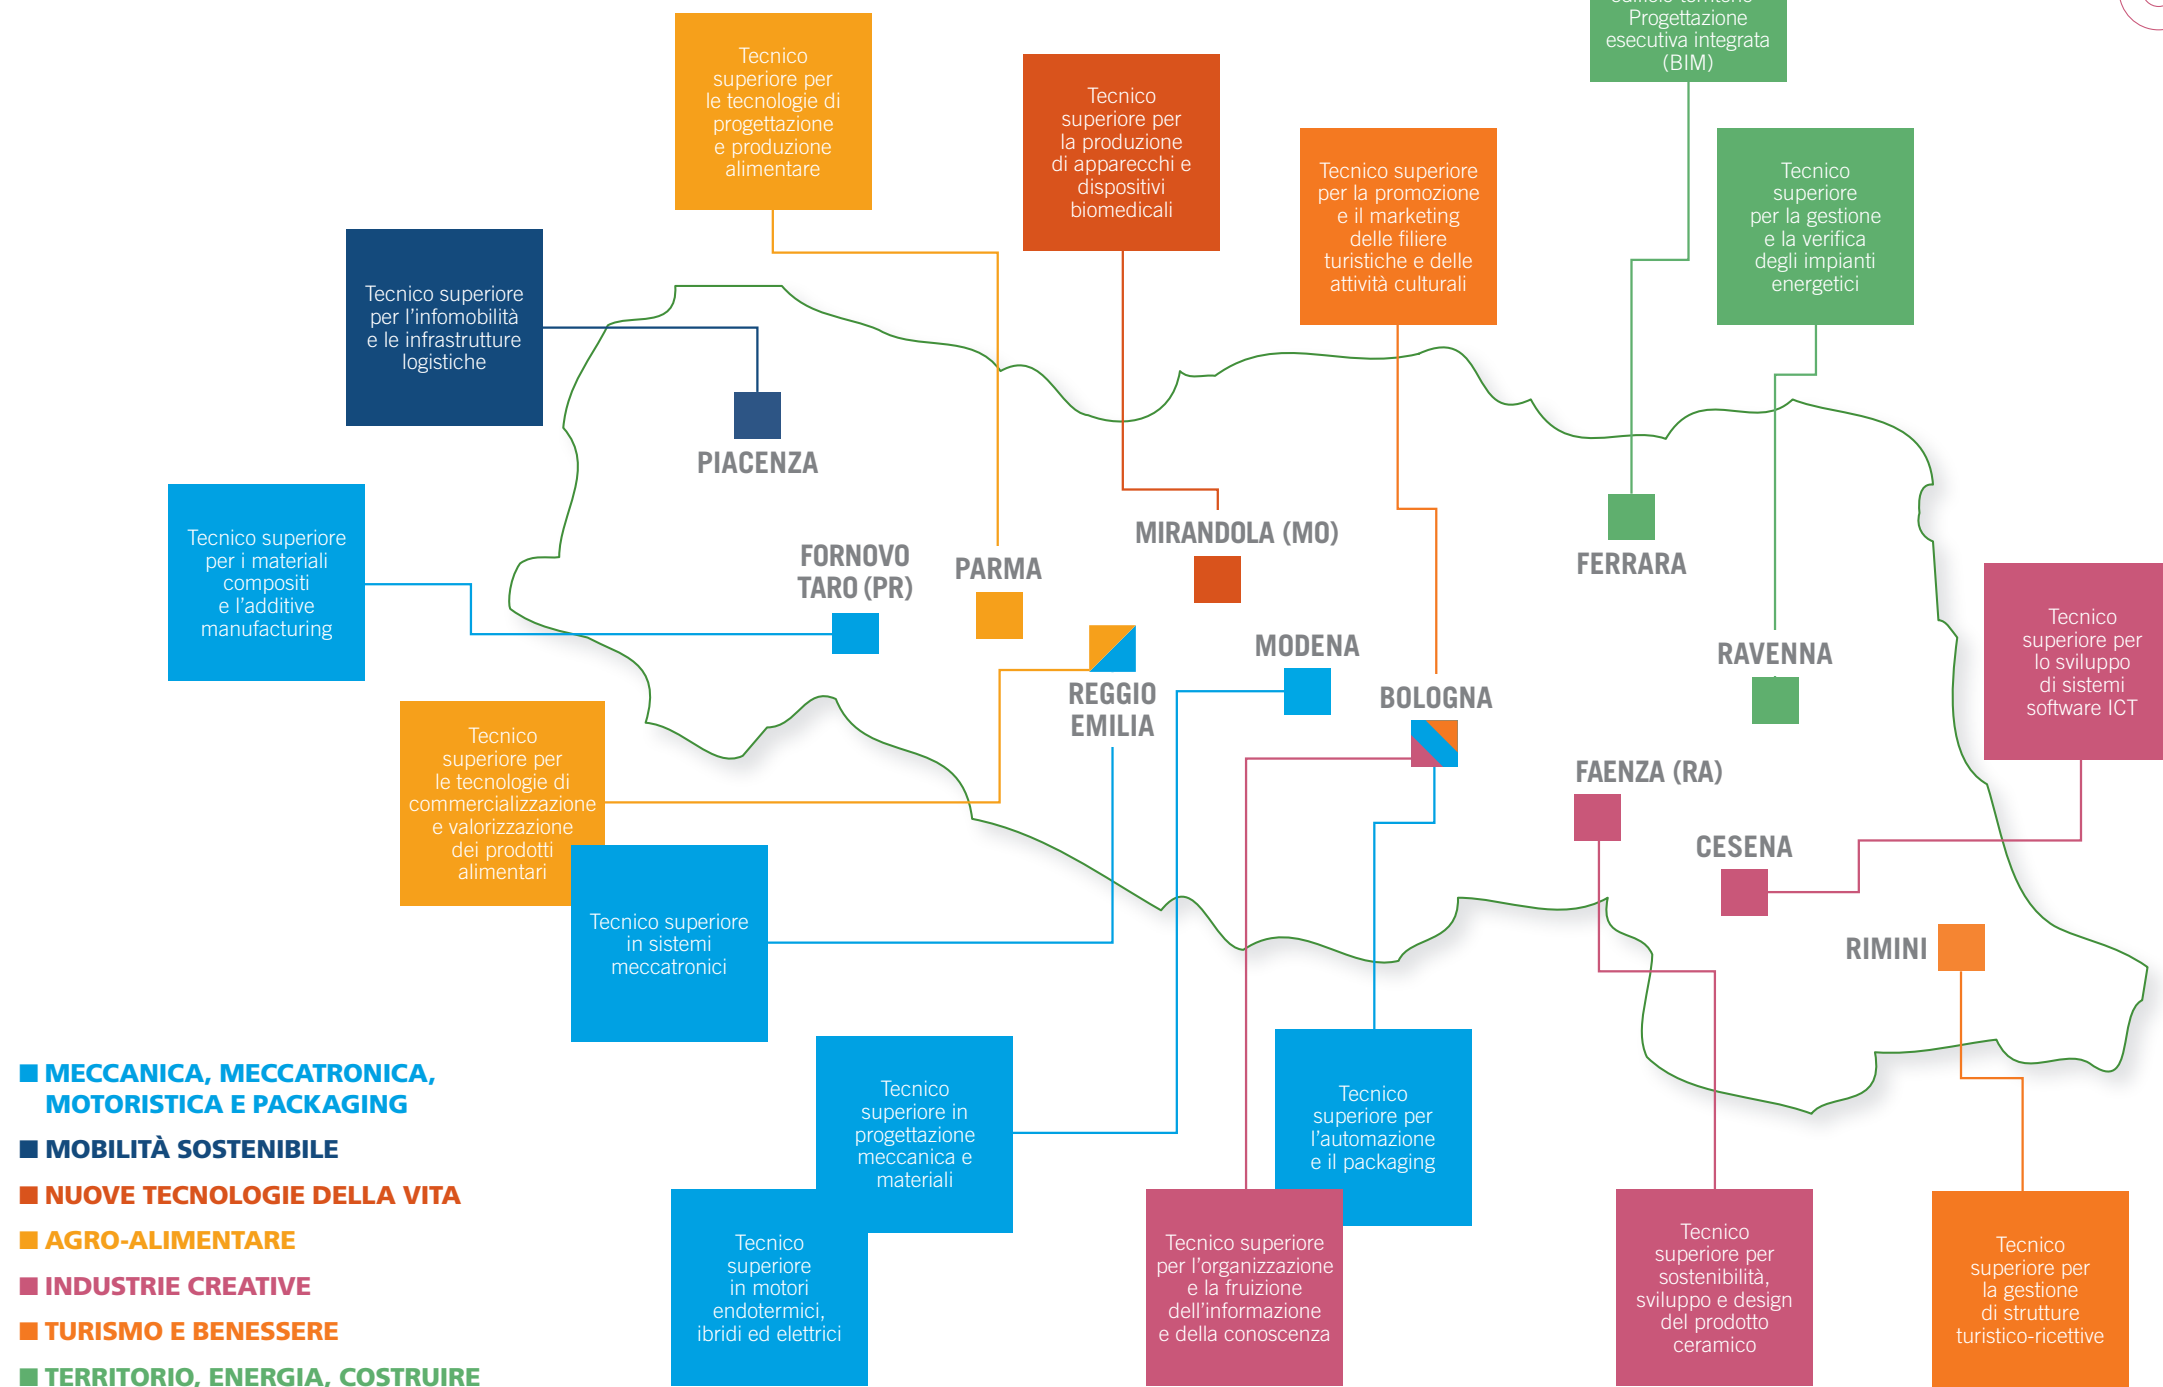 edificio-territorio
Progettazione
esecutiva integrata
(BIM)
Tecnico
superiore per
le tecnologie di
progettazione
e produzione
alimentare
Tecnico
superiore per
la produzione
di apparecchi e
dispositivi
biomedicali
Tecnico superiore
per la promozione
e il marketing
delle filiere
turistiche e delle
attività culturali
Tecnico
superiore
per la gestione
e la verifica
degli impianti
energetici
Tecnico superiore
per l'infomobilità
e le infrastrutture
logistiche
PIACENZA
Tecnico superiore
per i materiali
compositi
e l'additive
manufacturing
FORNOVO
TARO (PR)
PARMA
MIRANDOLA (MO)
FERRARA
REGGIO
EMILIA
MODENA
BOLOGNA
RAVENNA
Tecnico
superiore per
lo sviluppo
di sistemi
software ICT
Tecnico
superiore per
le tecnologie di
commercializzazione
e valorizzazione
dei prodotti
alimentari
FAENZA (RA)
CESENA
RIMINI
Tecnico superiore
in sistemi
meccatronici
Tecnico
superiore in
progettazione
meccanica e
materiali
Tecnico
superiore per
l'automazione
e il packaging
Tecnico
superiore
in motori
endotermici,
ibridi ed elettrici
Tecnico superiore
per l'organizzazione
e la fruizione
dell'informazione
e della conoscenza
Tecnico
superiore per
sostenibilità,
sviluppo e design
del prodotto
ceramico
Tecnico
superiore per
la gestione
di strutture
turistico-ricettive
MECCANICA, MECCATRONICA,
MOTORISTICA E PACKAGING
MOBILITÀ SOSTENIBILE
NUOVE TECNOLOGIE DELLA VITA
AGRO-ALIMENTARE
INDUSTRIE CREATIVE
TURISMO E BENESSERE
TERRITORIO, ENERGIA, COSTRUIRE